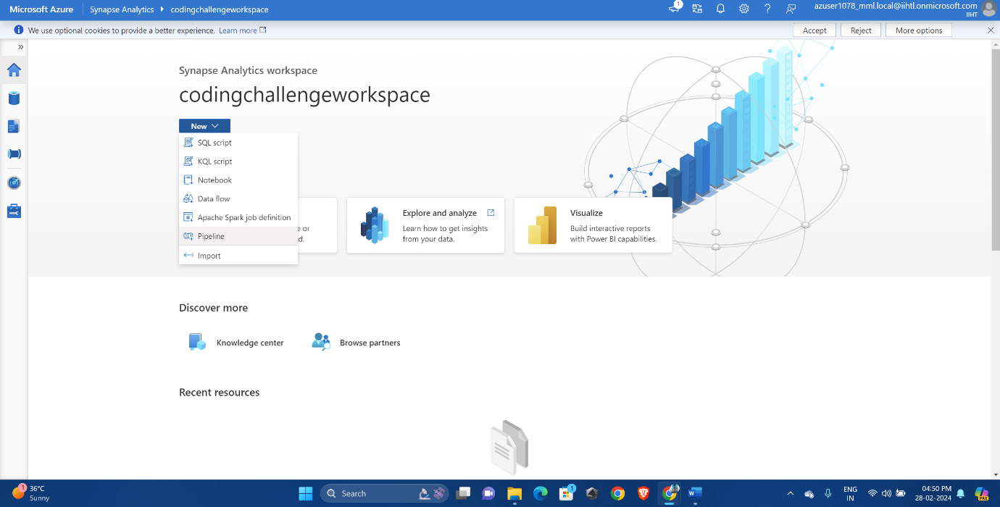 Microsoft Azure Synapse Analytics codingchallengeworkspace 1 azuser1078_mml.local@iihtl.onmicrosoft.com
IIHT
We use optional cookies to provide a better experience. Learn more Accept Reject More options
Synapse Analytics workspace
codingchallengeworkspace
New
SQL script
KQL script
Notebook
Data flow
Apache Spark job definition
Pipeline
Import
e or
d.
Explore and analyze
Learn how to get insights
from your data.
Visualize
Build interactive reports
with Power BI capabilities.
Discover more
Knowledge center Browse partners
Recent resources
1 36°C
Sunny
Search
1
ENG
IN
04:50 PM
28-02-2024
PRE